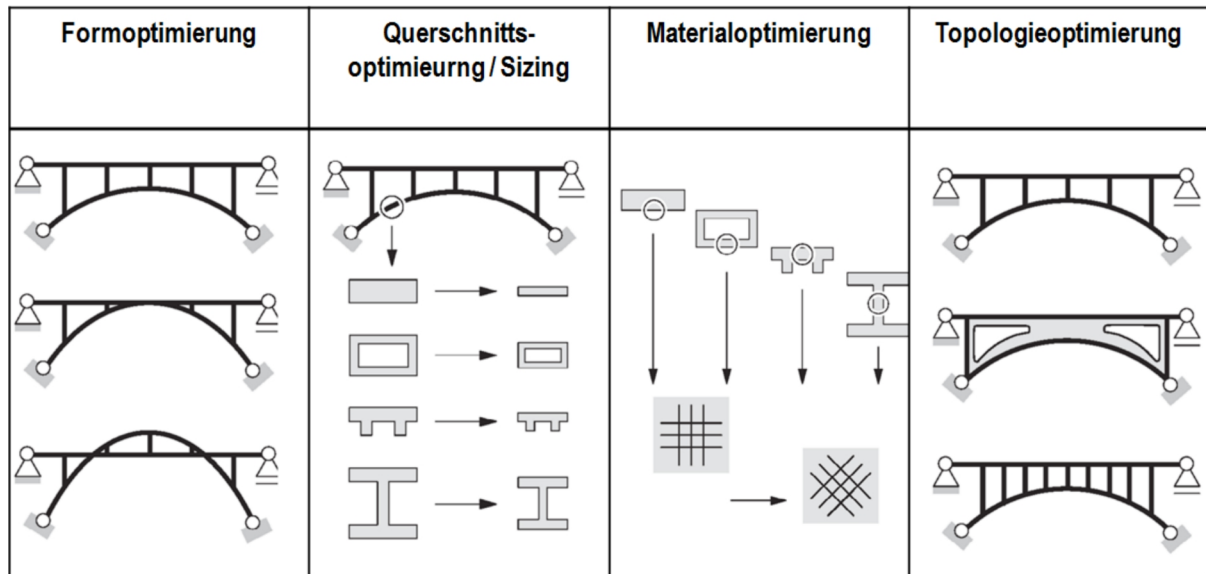 Formoptimierung
Querschnitts-
optimieurng / Sizing
Materialoptimierung
Topologieoptimierung